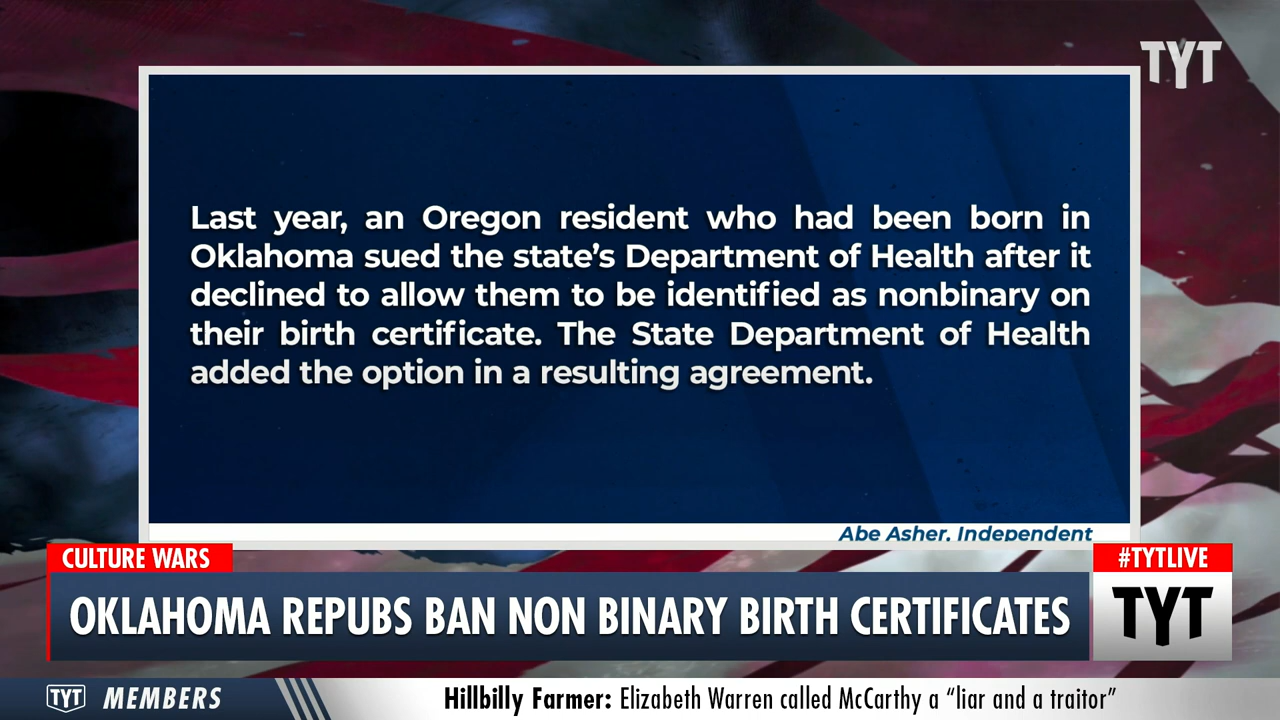 TYT
Last year, an Oregon resident who had been born in
Oklahoma sued the state’s Department of Health after it
declined to allow them to be identified as nonbinary on
their birth certificate. The State Department of Health
added the option in a resulting agreement.
Abe Asher, Independent
CULTURE WARS
#TYTLIVE
OKLAHOMA REPUBS BAN NON BINARY BIRTH CERTIFICATES
TYT
TYT MEMBERS
Hillbilly Farmer: Elizabeth Warren called McCarthy a “liar and a traitor”